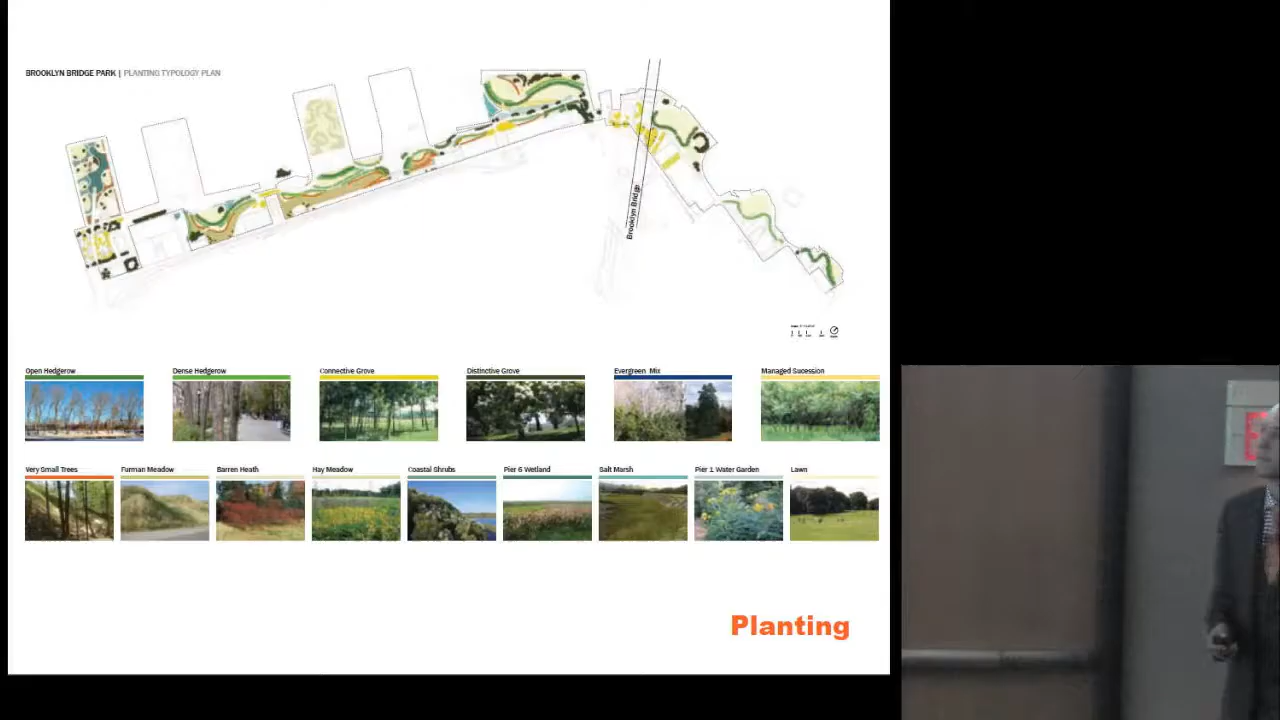 BROOKLYN BRIDGE PARK | PLANTING TYPOLOGY PLAN
Brooklyn Bridge
Open Hedgerow
Dense Hedgerow
Connective Grove
Distinctive Grove
Evergreen Mix
Managed Sucession
Very Small Trees
Furman Meadow
Barren Heath
Hay Meadow
Coastal Shrubs
Pier 6 Wetland
Salt Marsh
Pier 1 Water Garden
Lawn
Planting